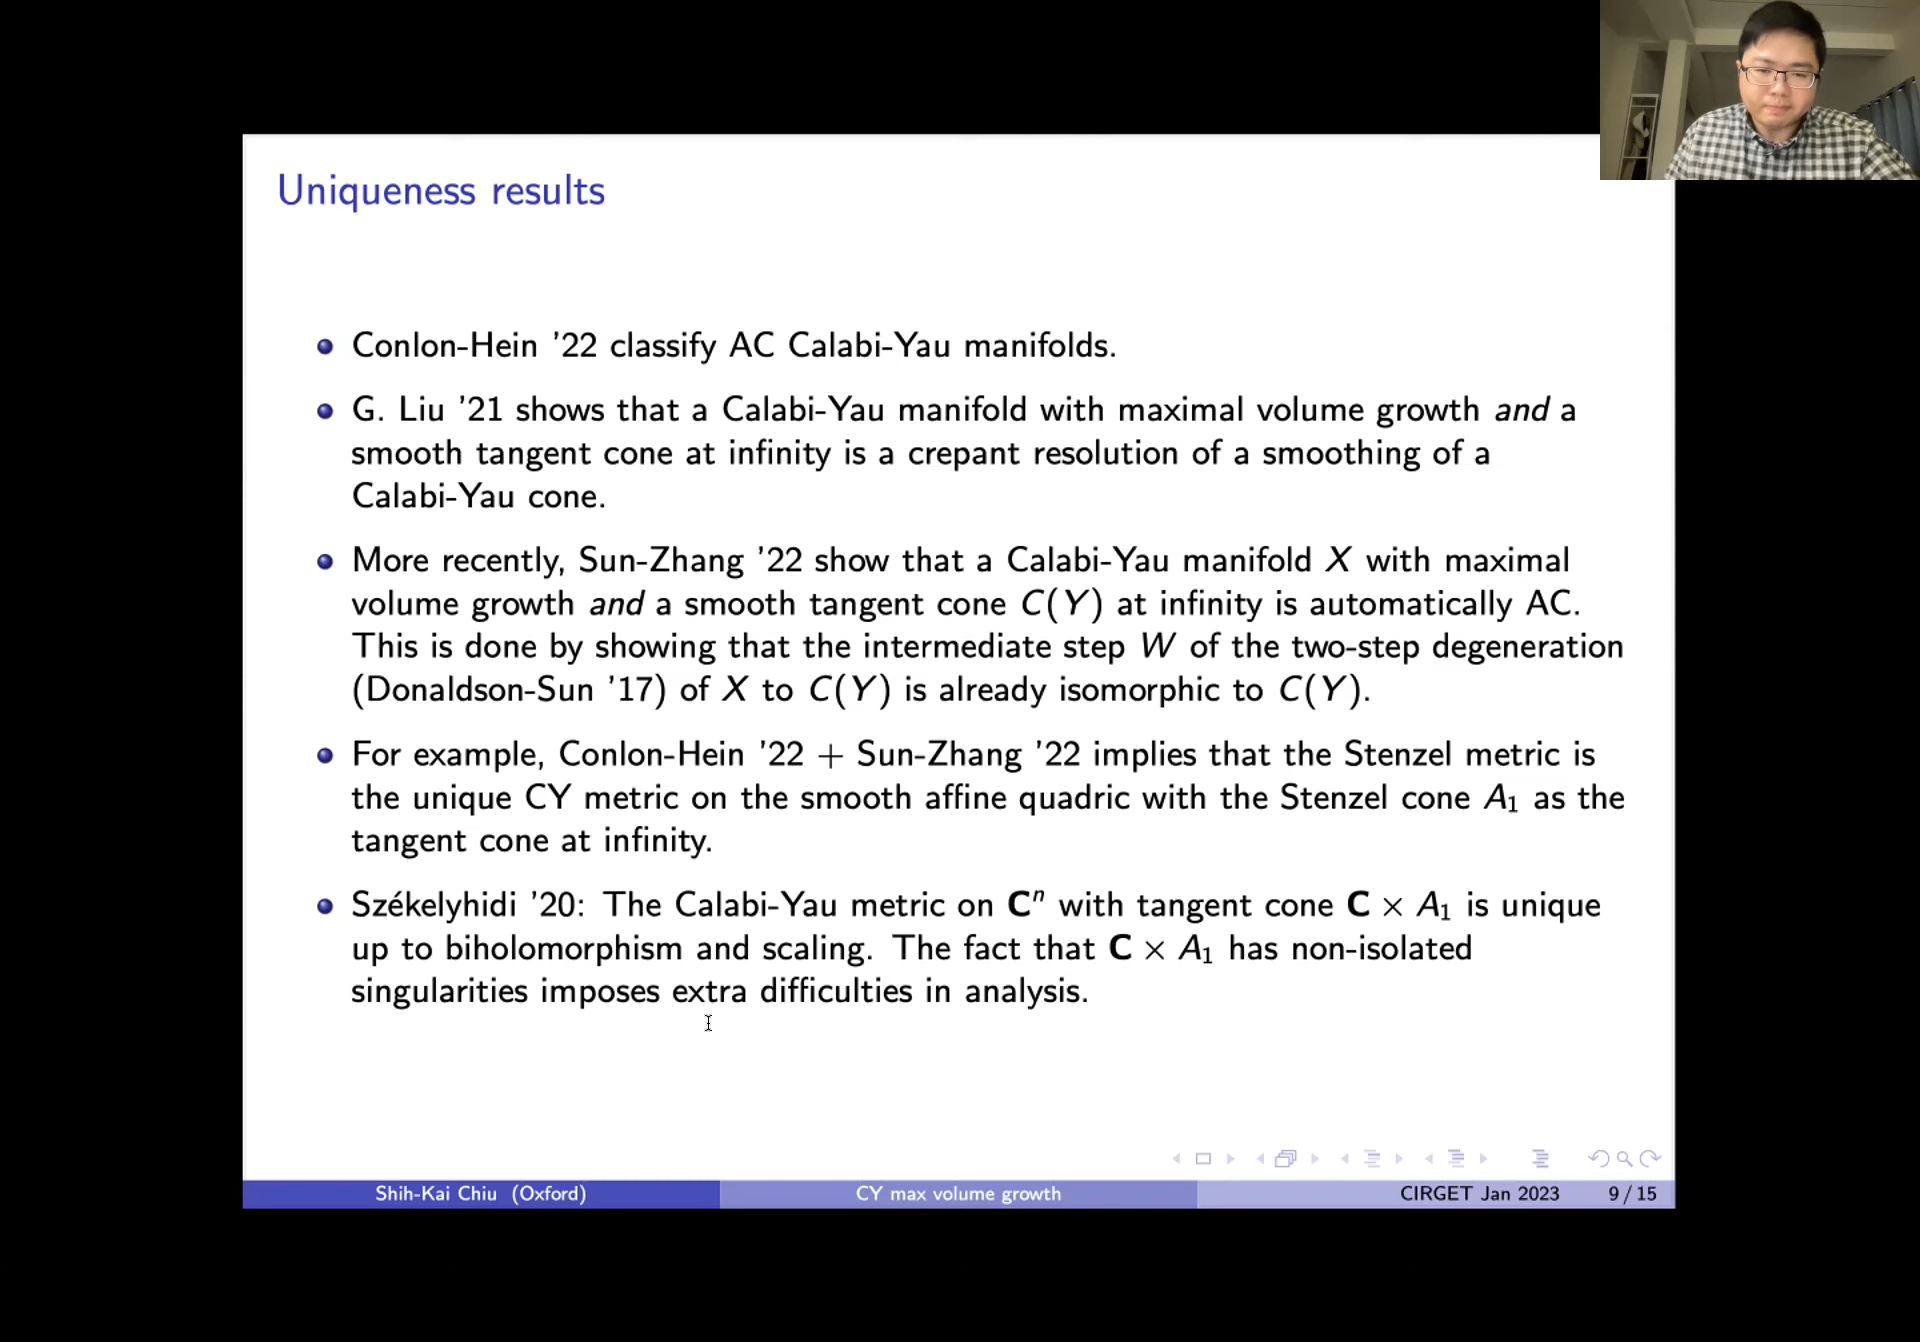 Uniqueness results
Conlon-Hein '22 classify AC Calabi-Yau manifolds.
G. Liu '21 shows that a Calabi-Yau manifold with maximal volume growth and a
smooth tangent cone at infinity is a crepant resolution of a smoothing of a
Calabi-Yau cone.
More recently, Sun-Zhang '22 show that a Calabi-Yau manifold X with maximal
volume growth and a smooth tangent cone C(Y) at infinity is automatically AC.
This is done by showing that the intermediate step W of the two-step degeneration
(Donaldson-Sun '17) of X to C(Y) is already isomorphic to C(Y).
For example, Conlon-Hein '22 + Sun-Zhang '22 implies that the Stenzel metric is
the unique CY metric on the smooth affine quadric with the Stenzel cone A₁ as the
tangent cone at infinity.
Székelyhidi '20: The Calabi-Yau metric on Cⁿ with tangent cone C × A₁ is unique
up to biholomorphism and scaling. The fact that C × A₁ has non-isolated
singularities imposes extra difficulties in analysis.
Shih-Kai Chiu (Oxford) CY max volume growth CIRGET Jan 2023 9 / 15